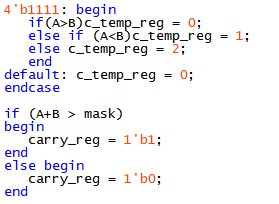 4'b1111: begin
if(A>B)c_temp_reg = 0;
else if (A<B)c_temp_reg = 1;
else c_temp_reg = 2;
end
default: c_temp_reg = 0;
endcase
if (A+B > mask)
begin
carry_reg = 1'b1;
end
else begin
carry_reg = 1'b0;
end